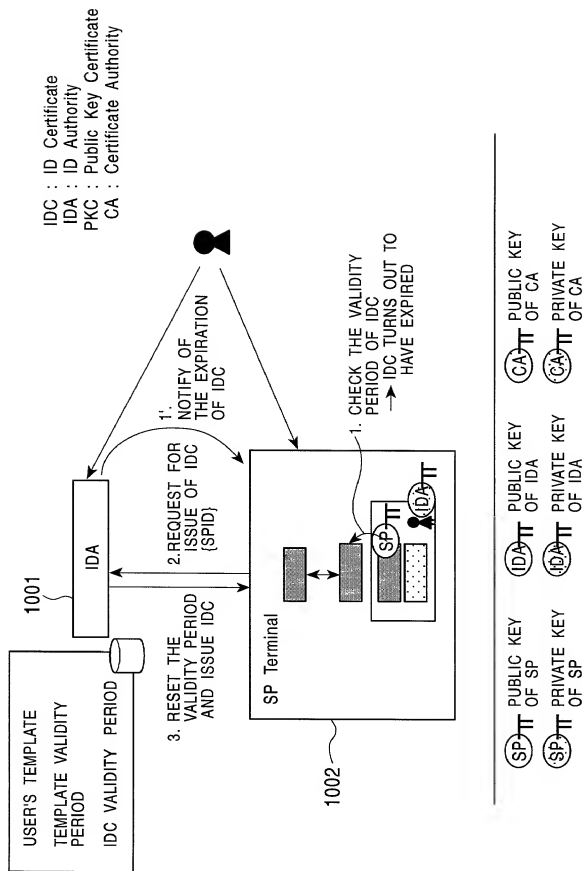 IDC : ID Certificate
IDA : ID Authority
PKC : Public Key Certificate
CA : Certificate Authority
USER'S TEMPLATE
TEMPLATE VALIDITY
PERIOD
IDC VALIDITY PERIOD
1001
IDA
1'.
NOTIFY OF
THE EXPIRATION
OF IDC
2.REQUEST FOR
ISSUE OF IDC
{SPID}
3. RESET THE
VALIDITY PERIOD
AND ISSUE IDC
SP Terminal
1002
SP
IDA
1. CHECK THE VALIDITY
PERIOD OF IDC
→ IDC TURNS OUT TO
HAVE EXPIRED
SP
PUBLIC KEY
OF SP
SP
PRIVATE KEY
OF SP
IDA
PUBLIC KEY
OF IDA
IDA
PRIVATE KEY
OF IDA
CA
PUBLIC KEY
OF CA
CA
PRIVATE KEY
OF CA